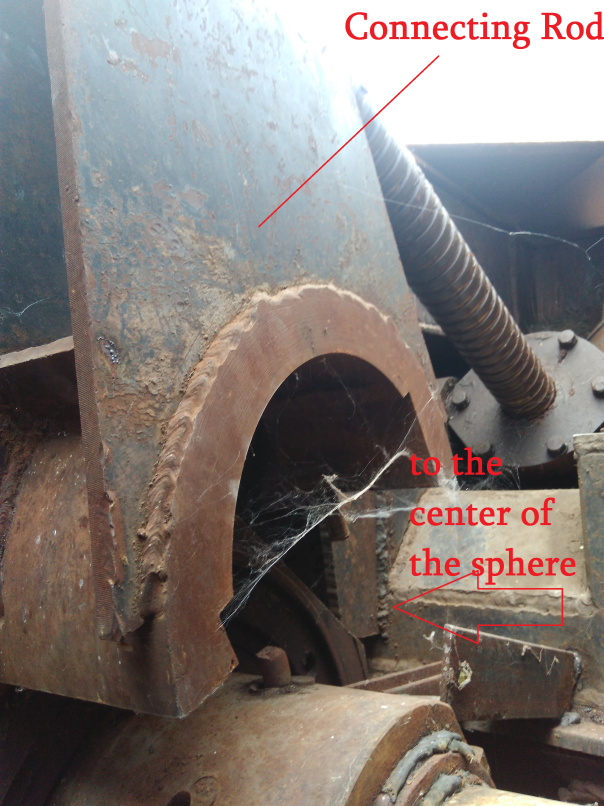 Connecting Rod
to the
center of
the sphere